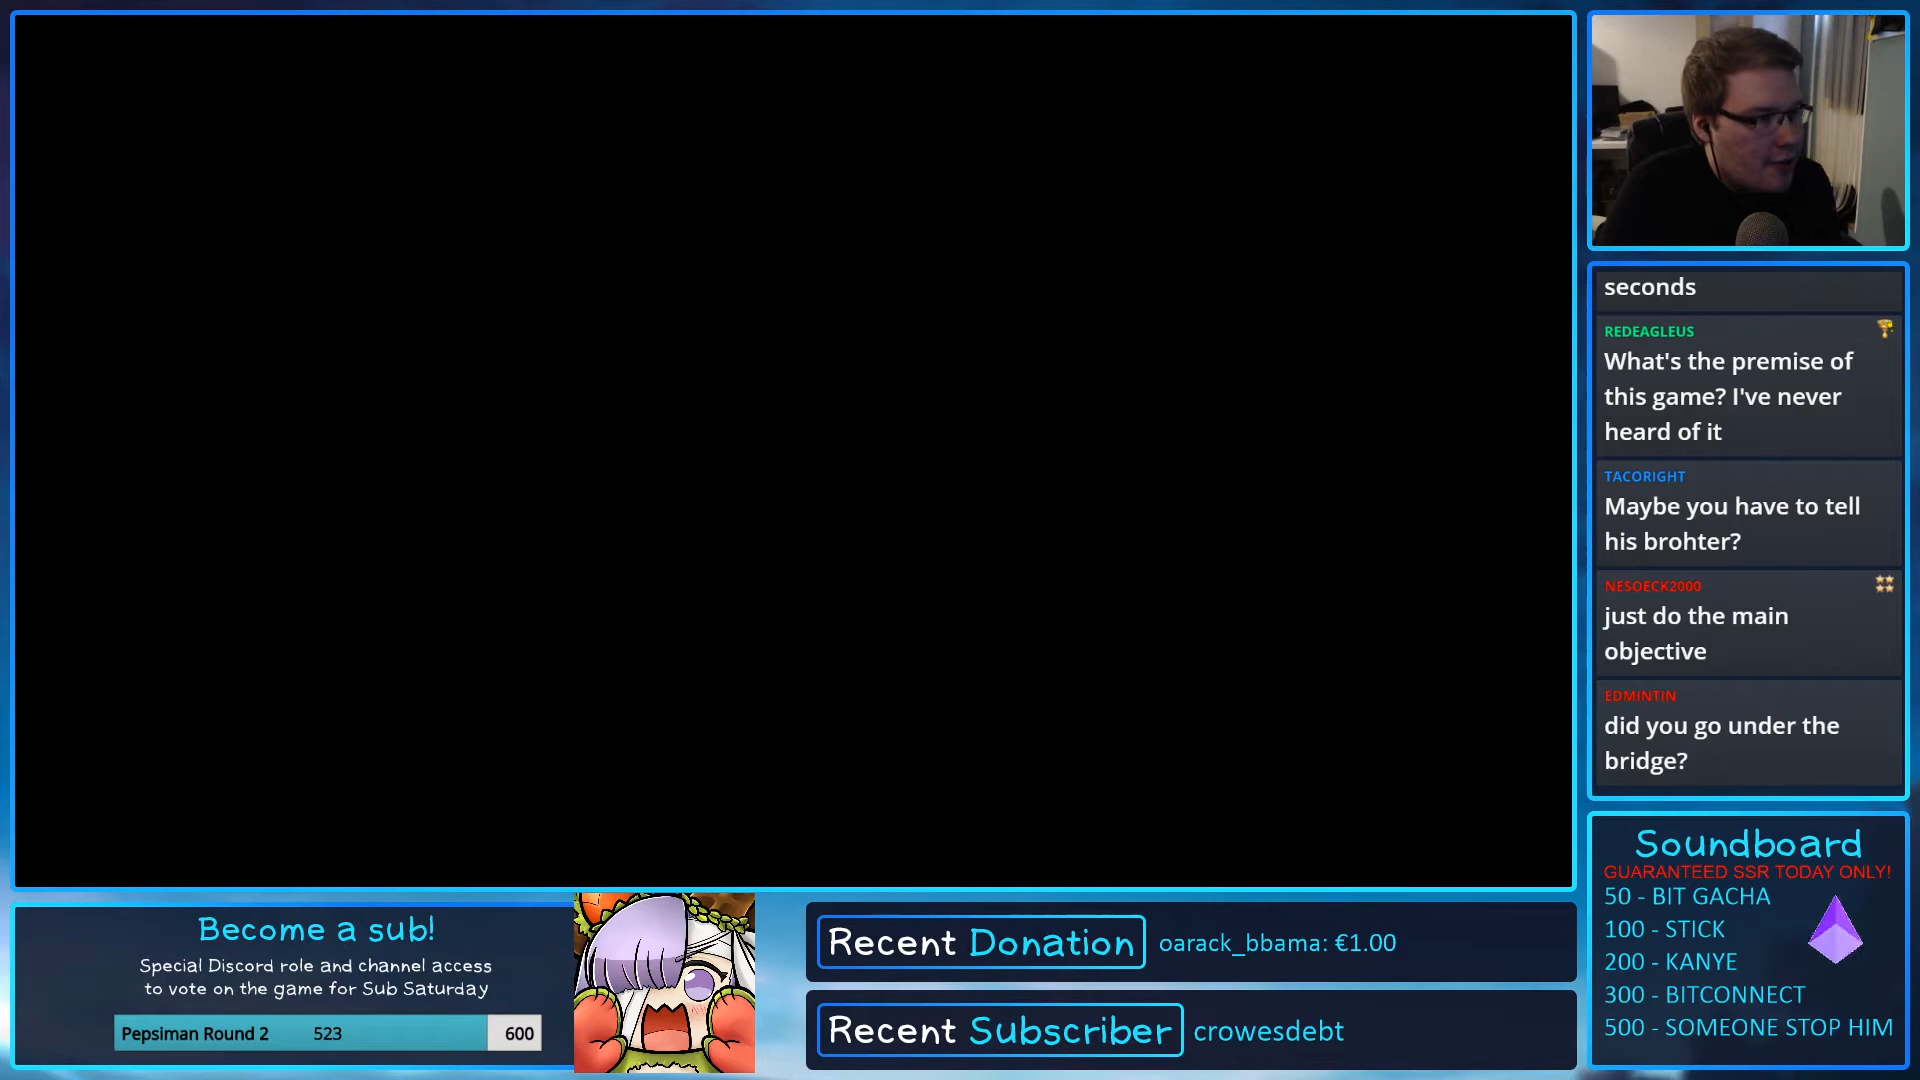 seconds
REDEAGLEUS
What's the premise of
this game? I've never
heard of it
TACORIGHT
Maybe you have to tell
his brohter?
NESOECK2000
just do the main
objective
EDMINTIN
did you go under the
bridge?
Soundboard
GUARANTEED SSR TODAY ONLY!
50 - BIT GACHA
100 - STICK
200 - KANYE
300 - BITCONNECT
500 - SOMEONE STOP HIM
Become a sub!
Special Discord role and channel access
to vote on the game for Sub Saturday
Pepsiman Round 2 523 600
Recent Donation oarack_bbama: €1.00
Recent Subscriber crowesdebt